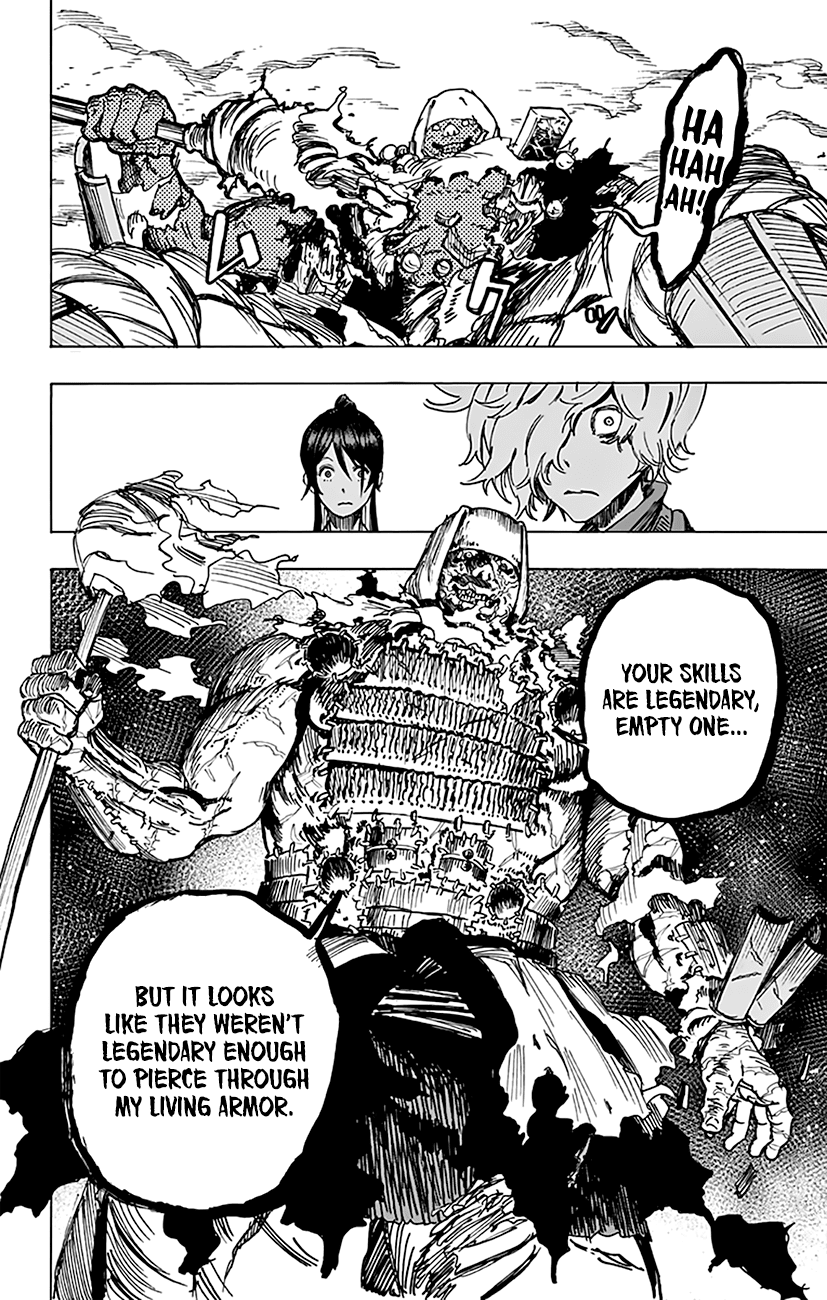 HA
HAH
AH!
YOUR SKILLS
ARE LEGENDARY,
EMPTY ONE...
BUT IT LOOKS
LIKE THEY WEREN'T
LEGENDARY ENOUGH
TO PIERCE THROUGH
MY LIVING ARMOR.